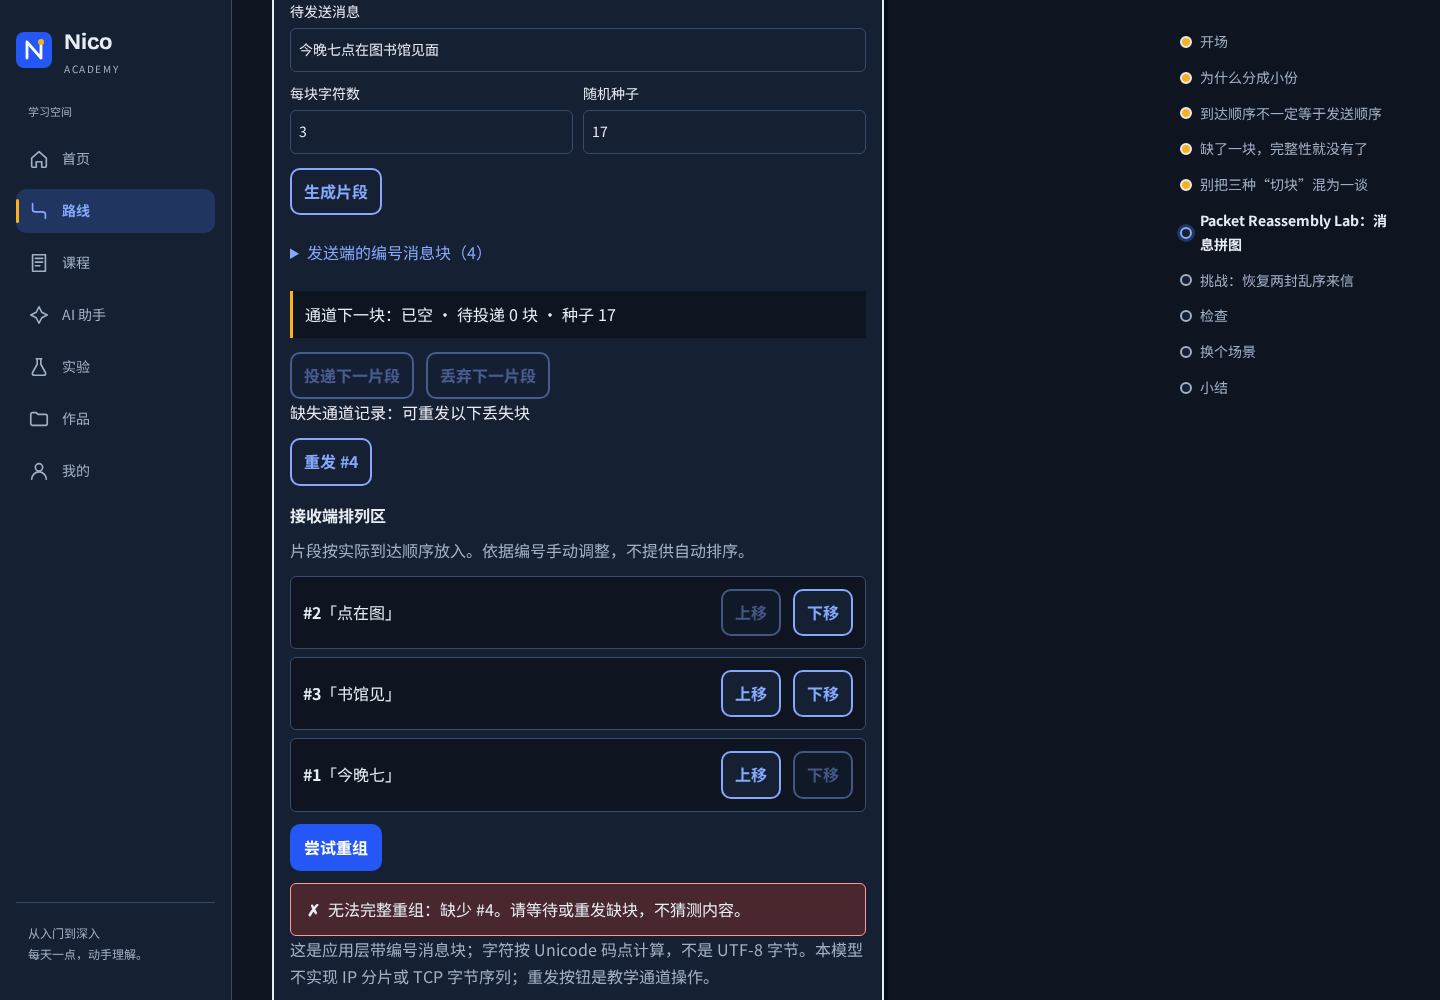 Nico
ACADEMY
学习空间
首页
路线
课程
AI 助手
实验
作品
我的
从入门到深入
每天一点，动手理解。
待发送消息
今晚七点在图书馆见面
每块字符数
随机种子
3
17
生成片段
▶ 发送端的编号消息块（4）
通道下一块：已空 · 待投递 0 块 · 种子 17
投递下一片段
丢弃下一片段
缺失通道记录：可重发以下丢失块
重发 #4
接收端排列区
片段按实际到达顺序放入。依据编号手动调整，不提供自动排序。
#2「点在图」
上移
下移
#3「书馆见」
上移
下移
#1「今晚七」
上移
下移
尝试重组
✗ 无法完整重组：缺少 #4。请等待或重发缺块，不猜测内容。
这是应用层带编号消息块；字符按 Unicode 码点计算，不是 UTF-8 字节。本模型
不实现 IP 分片或 TCP 字节序列；重发按钮是教学通道操作。
开场
为什么分成小份
到达顺序不一定等于发送顺序
缺了一块，完整性就没有了
别把三种“切块”混为一谈
Packet Reassembly Lab：消
息拼图
挑战：恢复两封乱序来信
检查
换个场景
小结